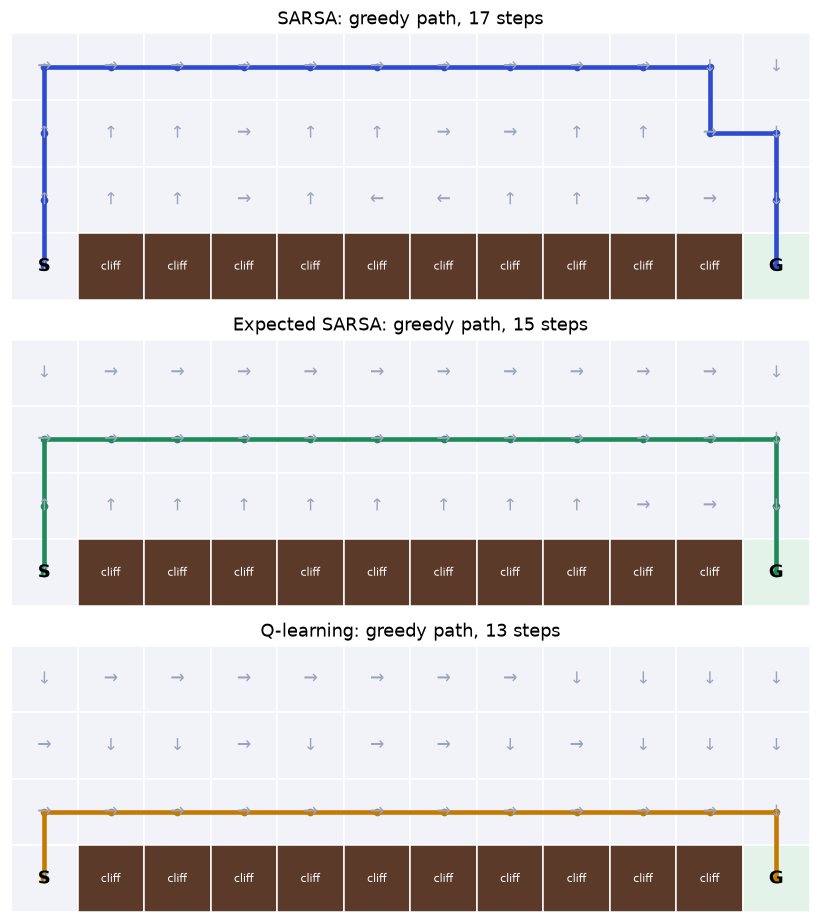 SARSA: greedy path, 17 steps
→ → → → → → → → → → ↓ ↓
↑ ↑ ↑ → ↑ ↑ → → ↑ ↑ → ↓
↑ ↑ ↑ → ↑ ← ← ↑ ↑ → → ↓
S cliff cliff cliff cliff cliff cliff cliff cliff cliff cliff G
Expected SARSA: greedy path, 15 steps
↓ → → → → → → → → → → ↓
→ → → → → → → → → → → ↓
↑ ↑ ↑ ↑ ↑ ↑ ↑ ↑ ↑ → → ↓
S cliff cliff cliff cliff cliff cliff cliff cliff cliff cliff G
Q-learning: greedy path, 13 steps
↓ → → → → → → → ↓ ↓ ↓ ↓
→ ↓ ↓ → ↓ → → ↓ → ↓ ↓ ↓
→ → → → → → → → → → → ↓
S cliff cliff cliff cliff cliff cliff cliff cliff cliff cliff G